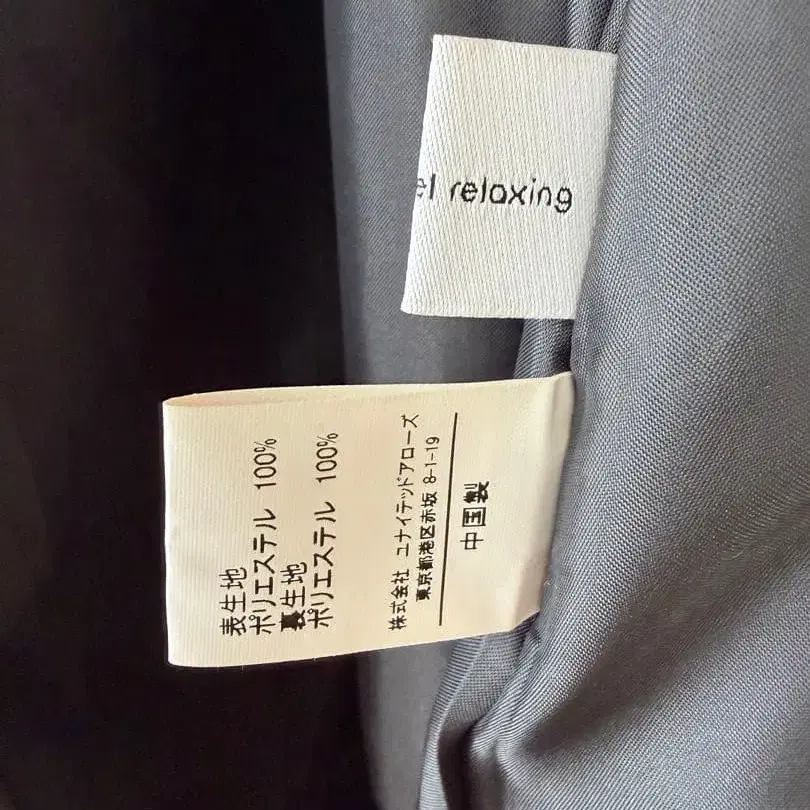 el relaxing
表生地
ポリエステル 100%
裏生地
ポリエステル 100%
株式会社 ユナイテッドアローズ
東京都港区赤坂 8-1-19
中国製